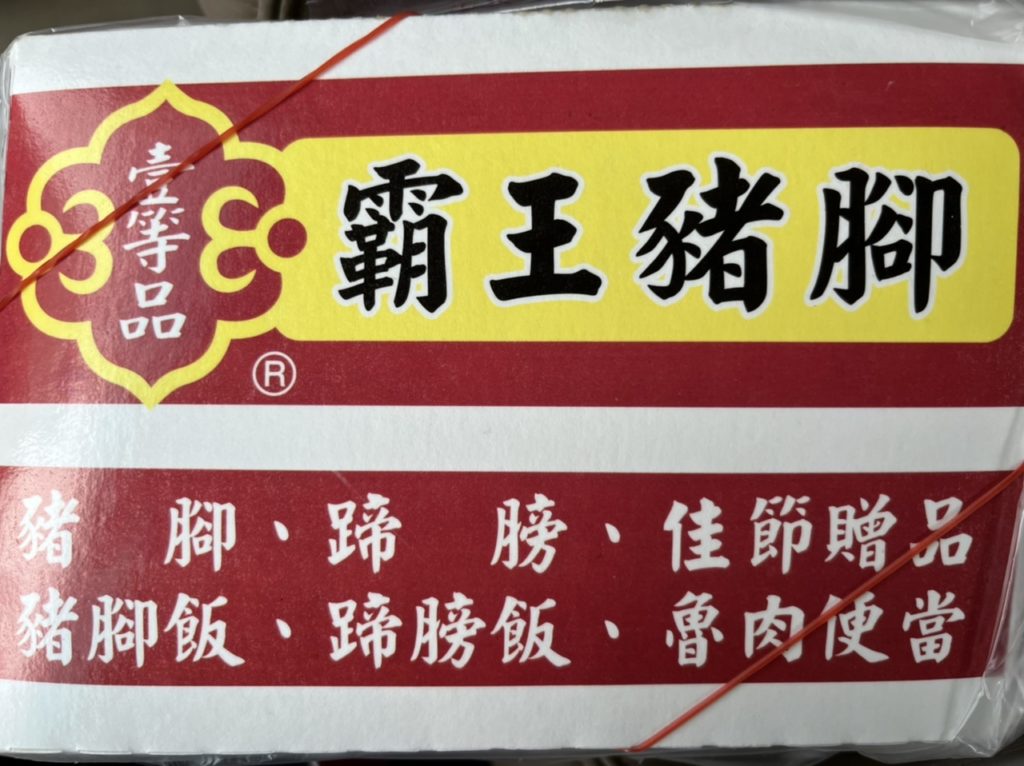 壹等品
霸王豬腳
®
豬 腳、蹄 膀、佳節贈品
豬腳飯、蹄膀飯、魯肉便當